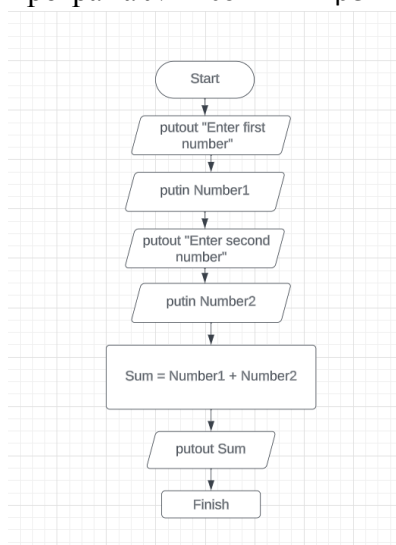 Start
putout "Enter first
number"
putin Number1
putout "Enter second
number"
putin Number2
Sum = Number1 + Number2
putout Sum
Finish